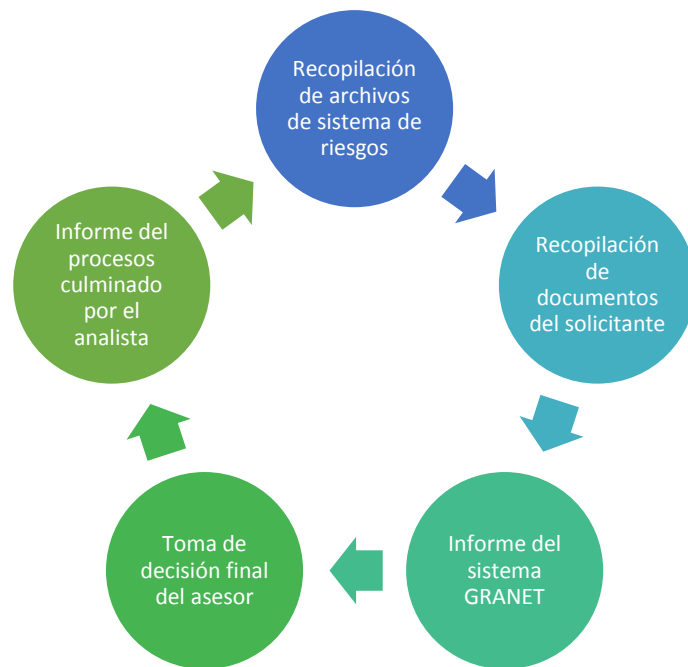 Recopilación
de archivos
de sistema de
riesgos
Recopilación
de
documentos
del solicitante
Informe del
sistema
GRANET
Toma de
decisión final
del asesor
Informe del
procesos
culminado
por el
analista